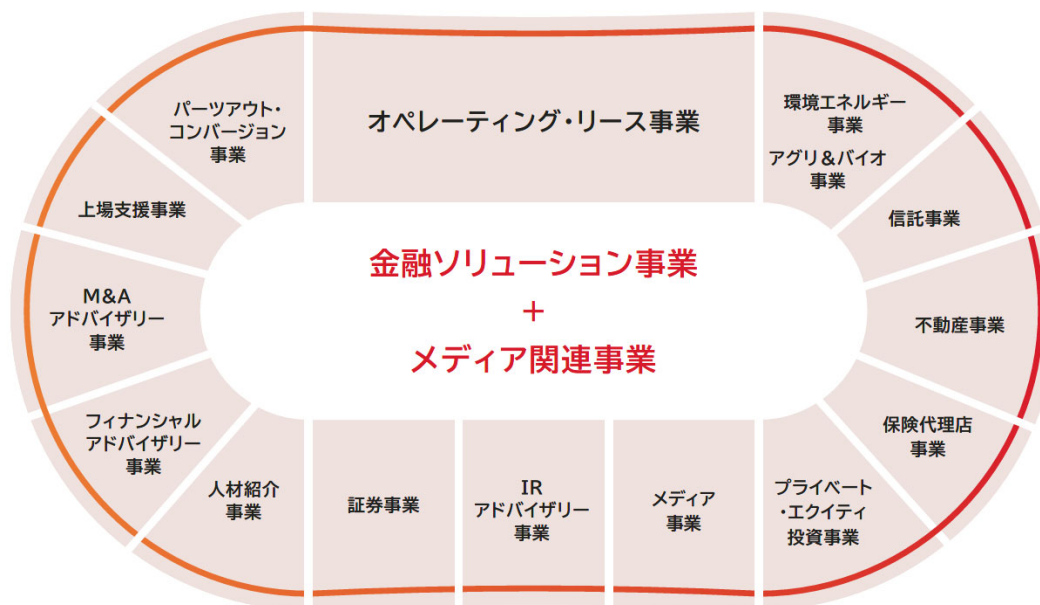 オペレーティング・リース事業
環境エネルギー
事業
アグリ&バイオ
事業
信託事業
不動産事業
保険代理店
事業
プライベート
・エクイティ
投資事業
メディア
事業
IR
アドバイザリー
事業
証券事業
人材紹介
事業
フィナンシャル
アドバイザリー
事業
M&A
アドバイザリー
事業
上場支援事業
パーツアウト・
コンバージョン
事業
金融ソリューション事業
+
メディア関連事業